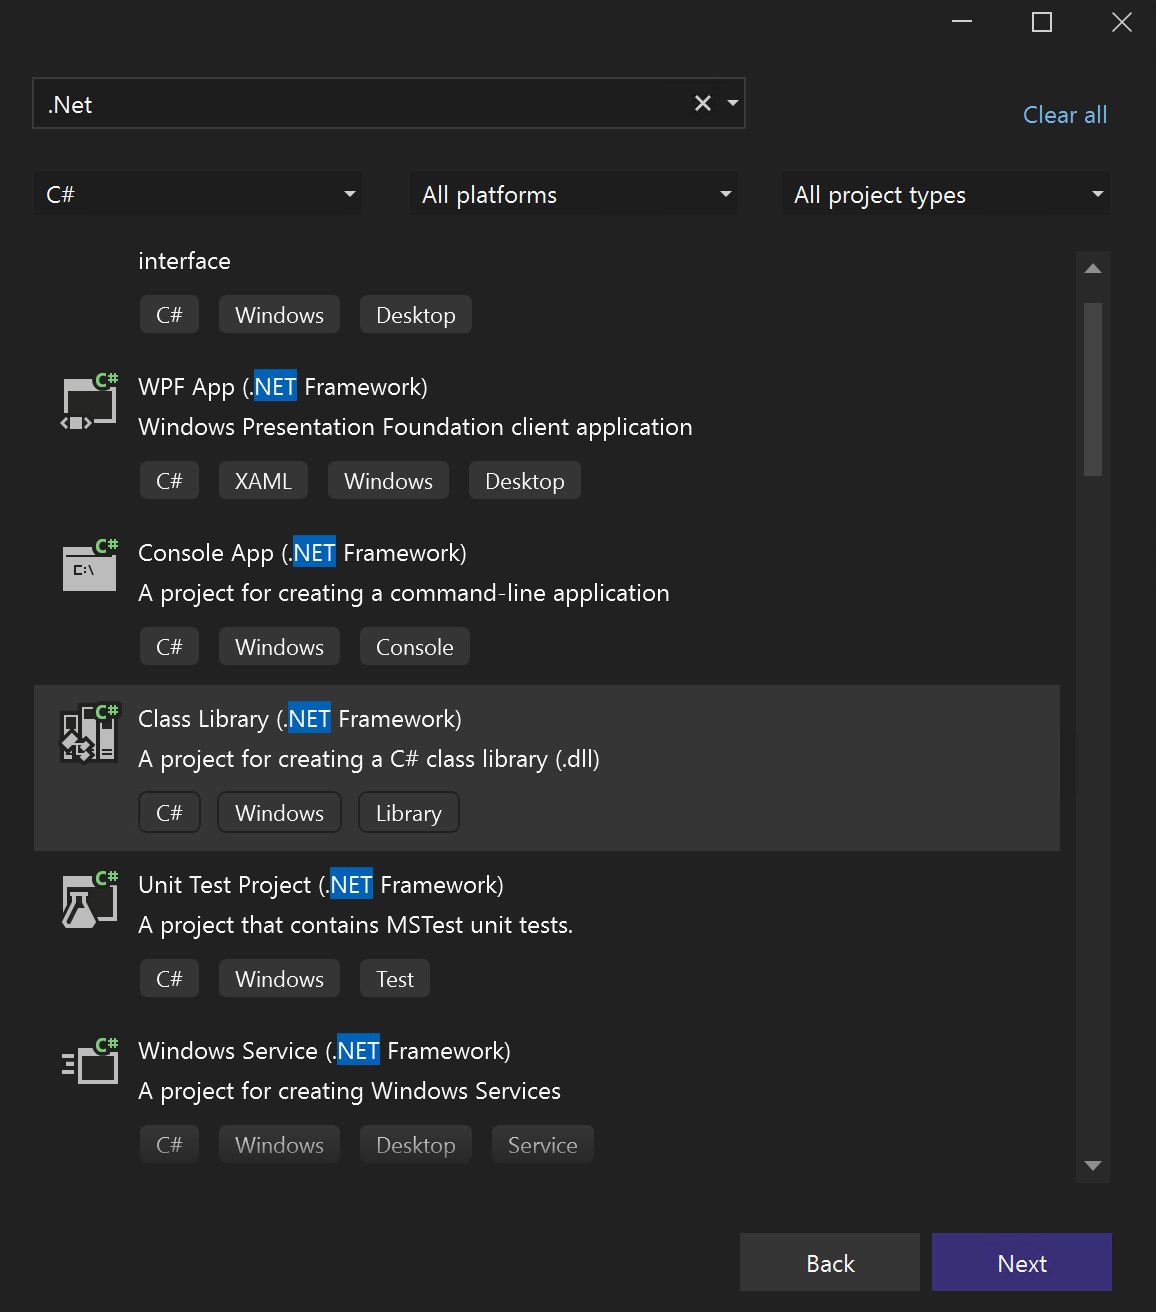 .Net
Clear all
C#
All platforms
All project types
interface
C# Windows Desktop
C#
WPF App (.NET Framework)
Windows Presentation Foundation client application
C# XAML Windows Desktop
C#
Console App (.NET Framework)
C:\
A project for creating a command-line application
C# Windows Console
C#
Class Library (.NET Framework)
A project for creating a C# class library (.dll)
C# Windows Library
C#
Unit Test Project (.NET Framework)
A project that contains MSTest unit tests.
C# Windows Test
C#
Windows Service (.NET Framework)
A project for creating Windows Services
C# Windows Desktop Service
Back
Next